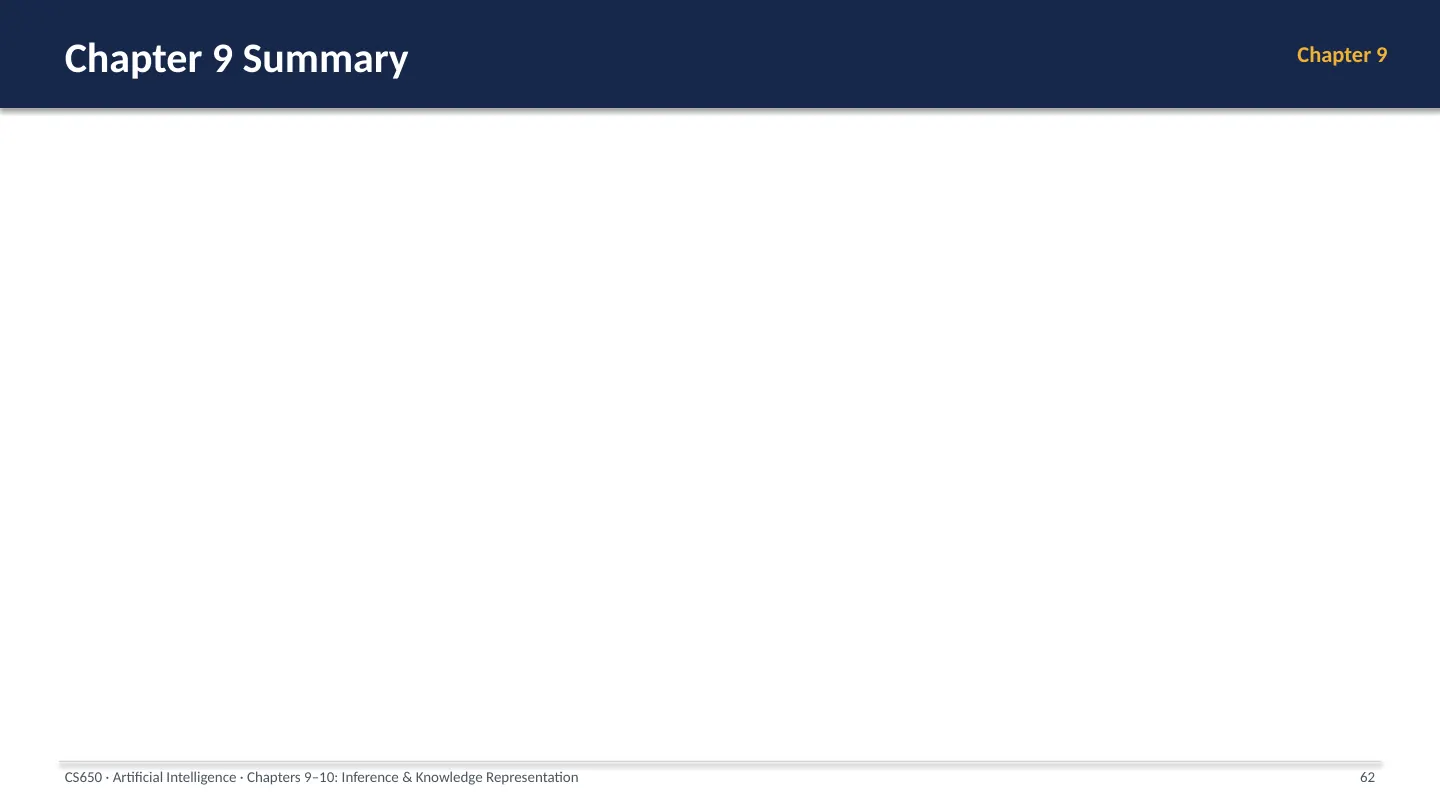 Chapter 9 Summary
Chapter 9
CS650 · Artificial Intelligence · Chapters 9–10: Inference & Knowledge Representation
62